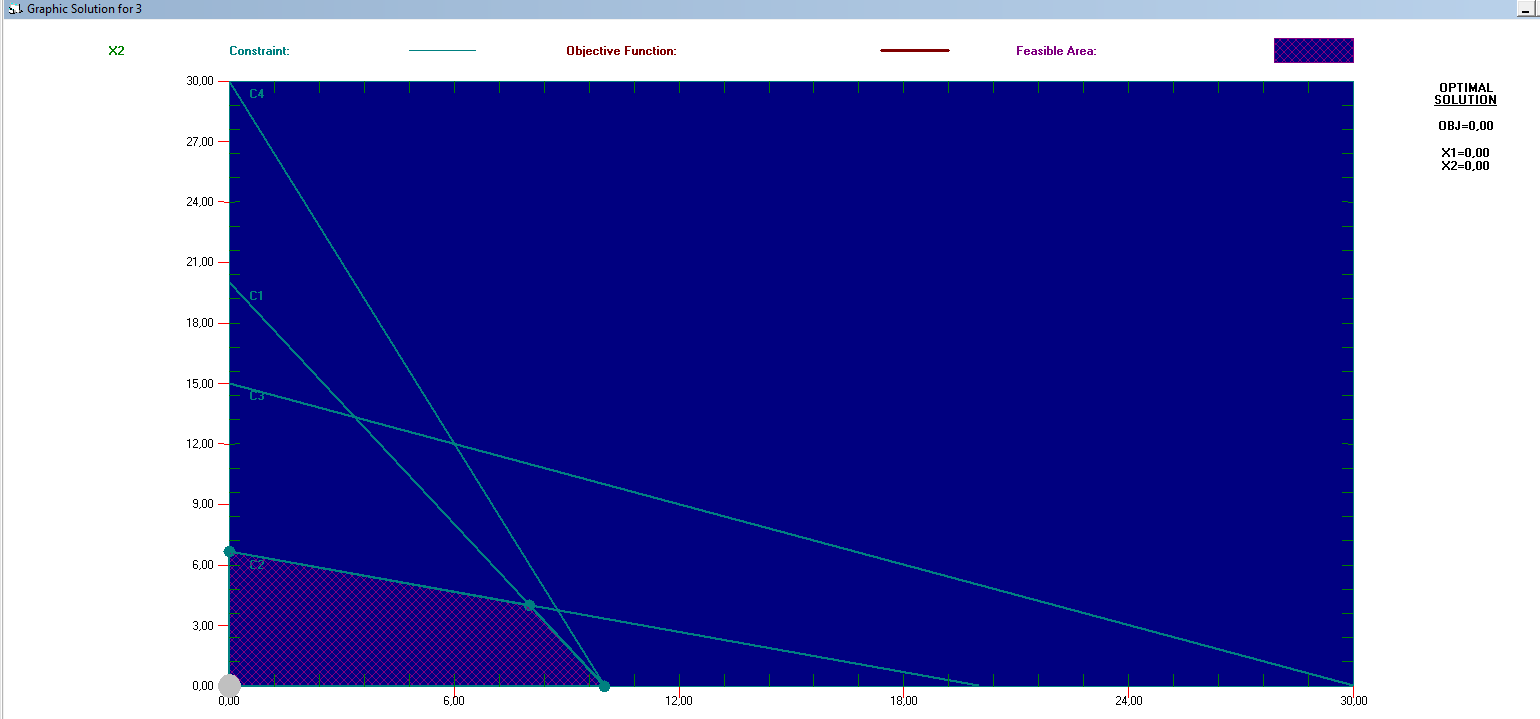 Graphic Solution for 3
X2
Constraint:
Objective Function:
Feasible Area:
30,00
27,00
24,00
21,00
18,00
15,00
12,00
9,00
6,00
3,00
0,00
C4
C1
C3
C2
0,00
6,00
12,00
18,00
24,00
30,00
OPTIMAL
SOLUTION
OBJ=0,00
X1=0,00
X2=0,00